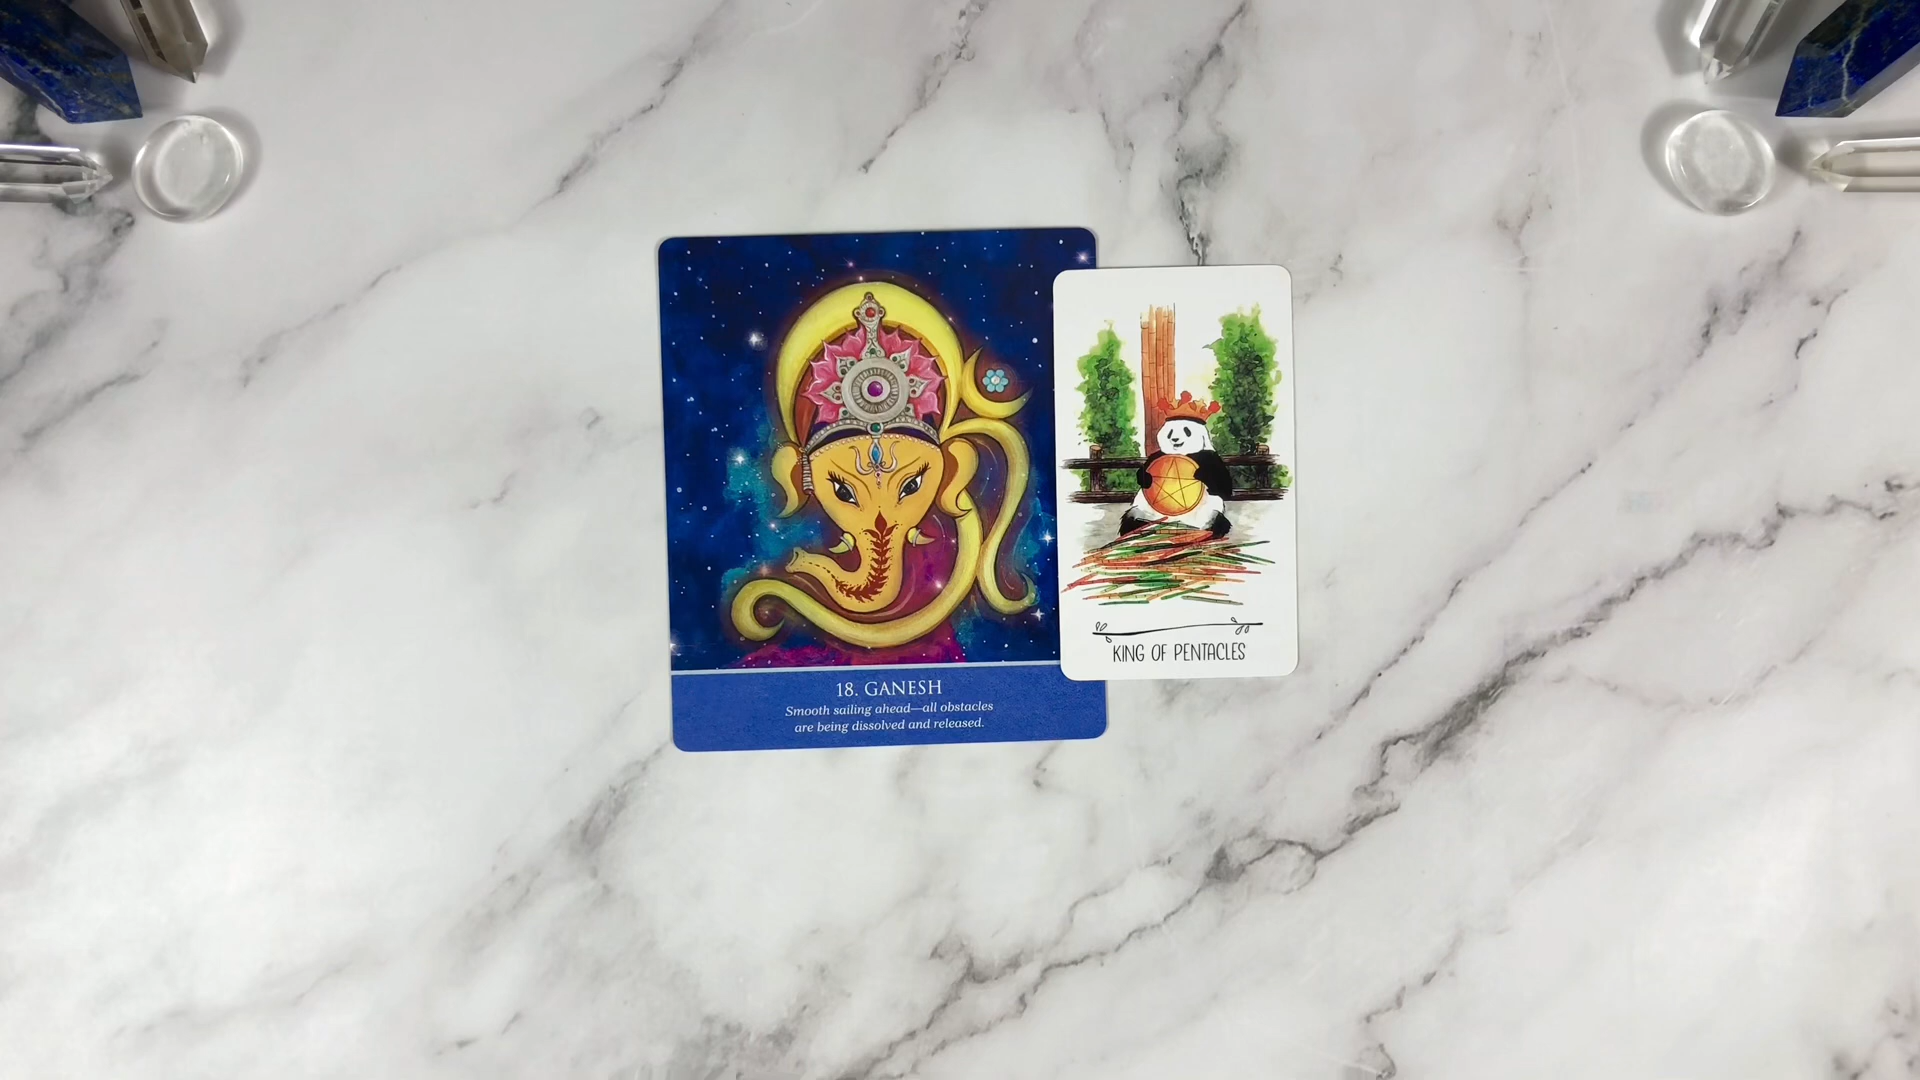 18. GANESH
Smooth sailing ahead—all obstacles
are being dissolved and released.
KING OF PENTACLES